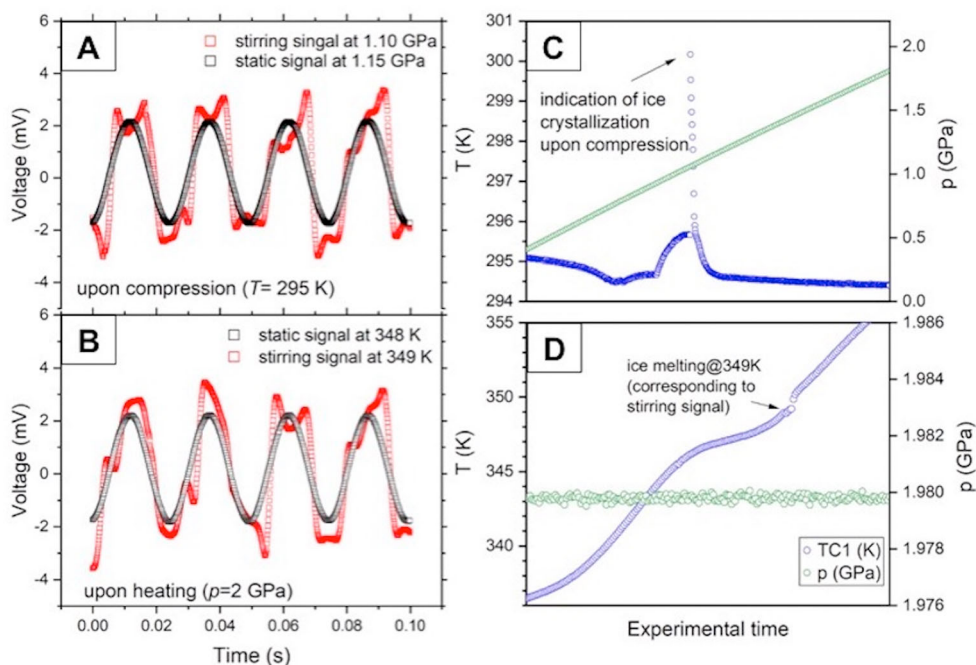 A
stirring singal at 1.10 GPa
static signal at 1.15 GPa
6
4
2
0
-2
-4
Voltage (mV)
upon compression (T= 295 K)
C
indication of ice
crystallization
upon compression
301
300
299
298
297
296
295
294
T (K)
2.0
1.5
1.0
0.5
0.0
p (GPa)
B
static signal at 348 K
stirring signal at 349 K
6
4
2
0
-2
-4
Voltage (mV)
upon heating (p=2 GPa)
0.00 0.02 0.04 0.06 0.08 0.10
Time (s)
D
ice melting@349K
(corresponding to
stirring signal)
355
350
345
340
T (K)
1.986
1.984
1.982
1.980
1.978
1.976
p (GPa)
TC1 (K)
p (GPa)
Experimental time